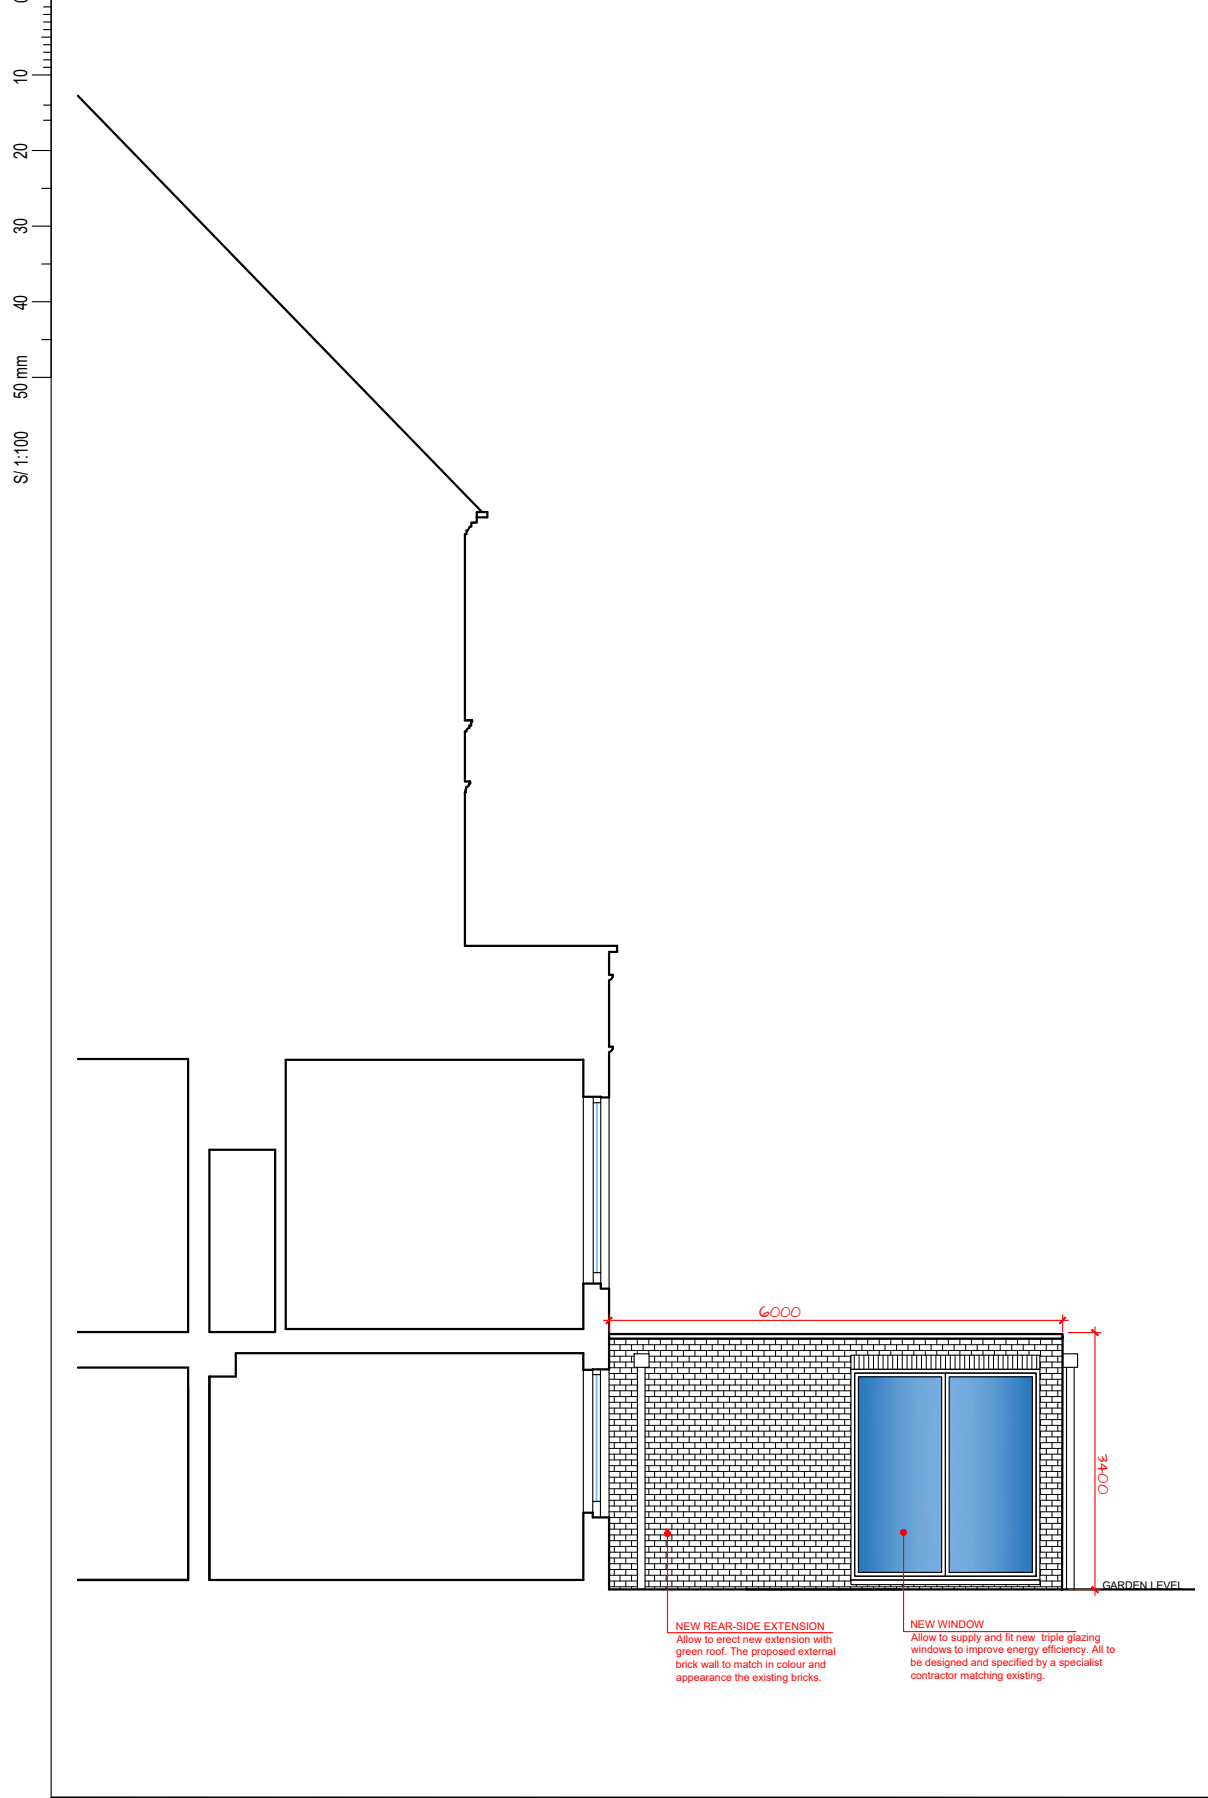 10
20
30
40
50 mm
S/ 1:100
6000
3400
GARDEN LEVEL
NEW REAR-SIDE EXTENSION
Allow to erect new extension with
green roof. The proposed external
brick wall to match in colour and
appearance the existing bricks.
NEW WINDOW
Allow to supply and fit new triple glazing
windows to improve energy efficiency. All to
be designed and specified by a specialist
contractor matching existing.